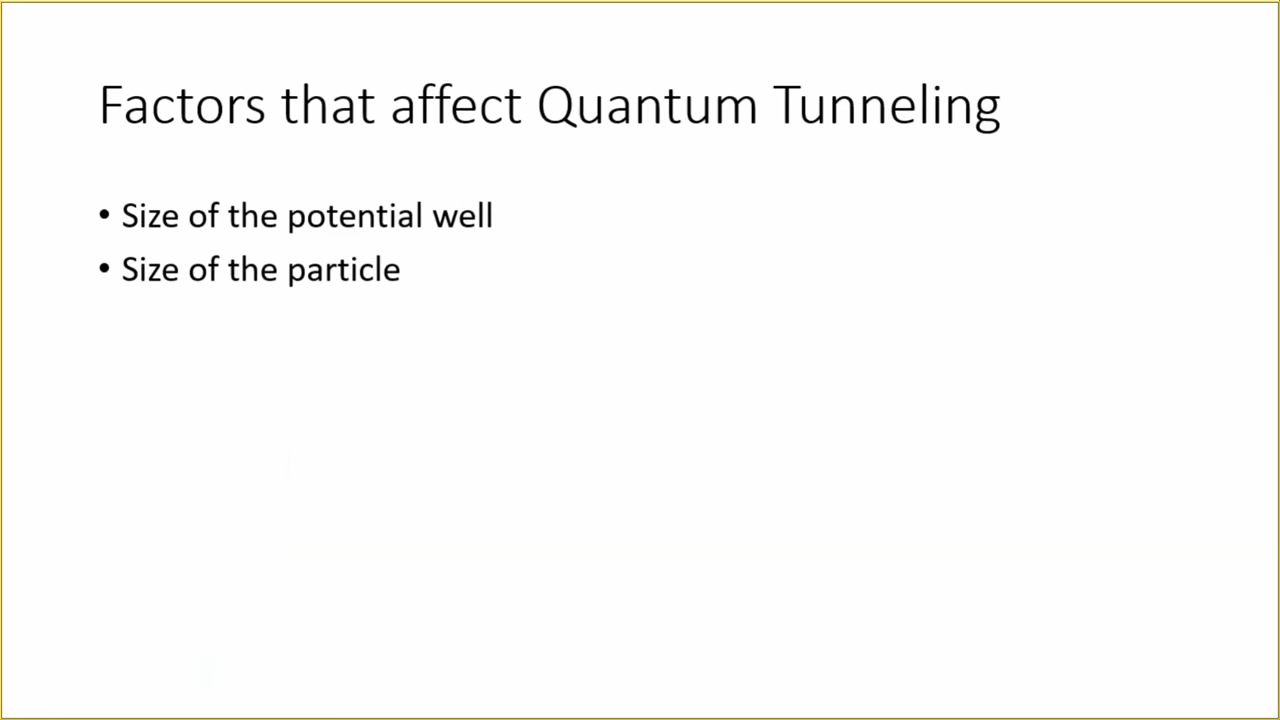 Factors that affect Quantum Tunneling
• Size of the potential well
• Size of the particle